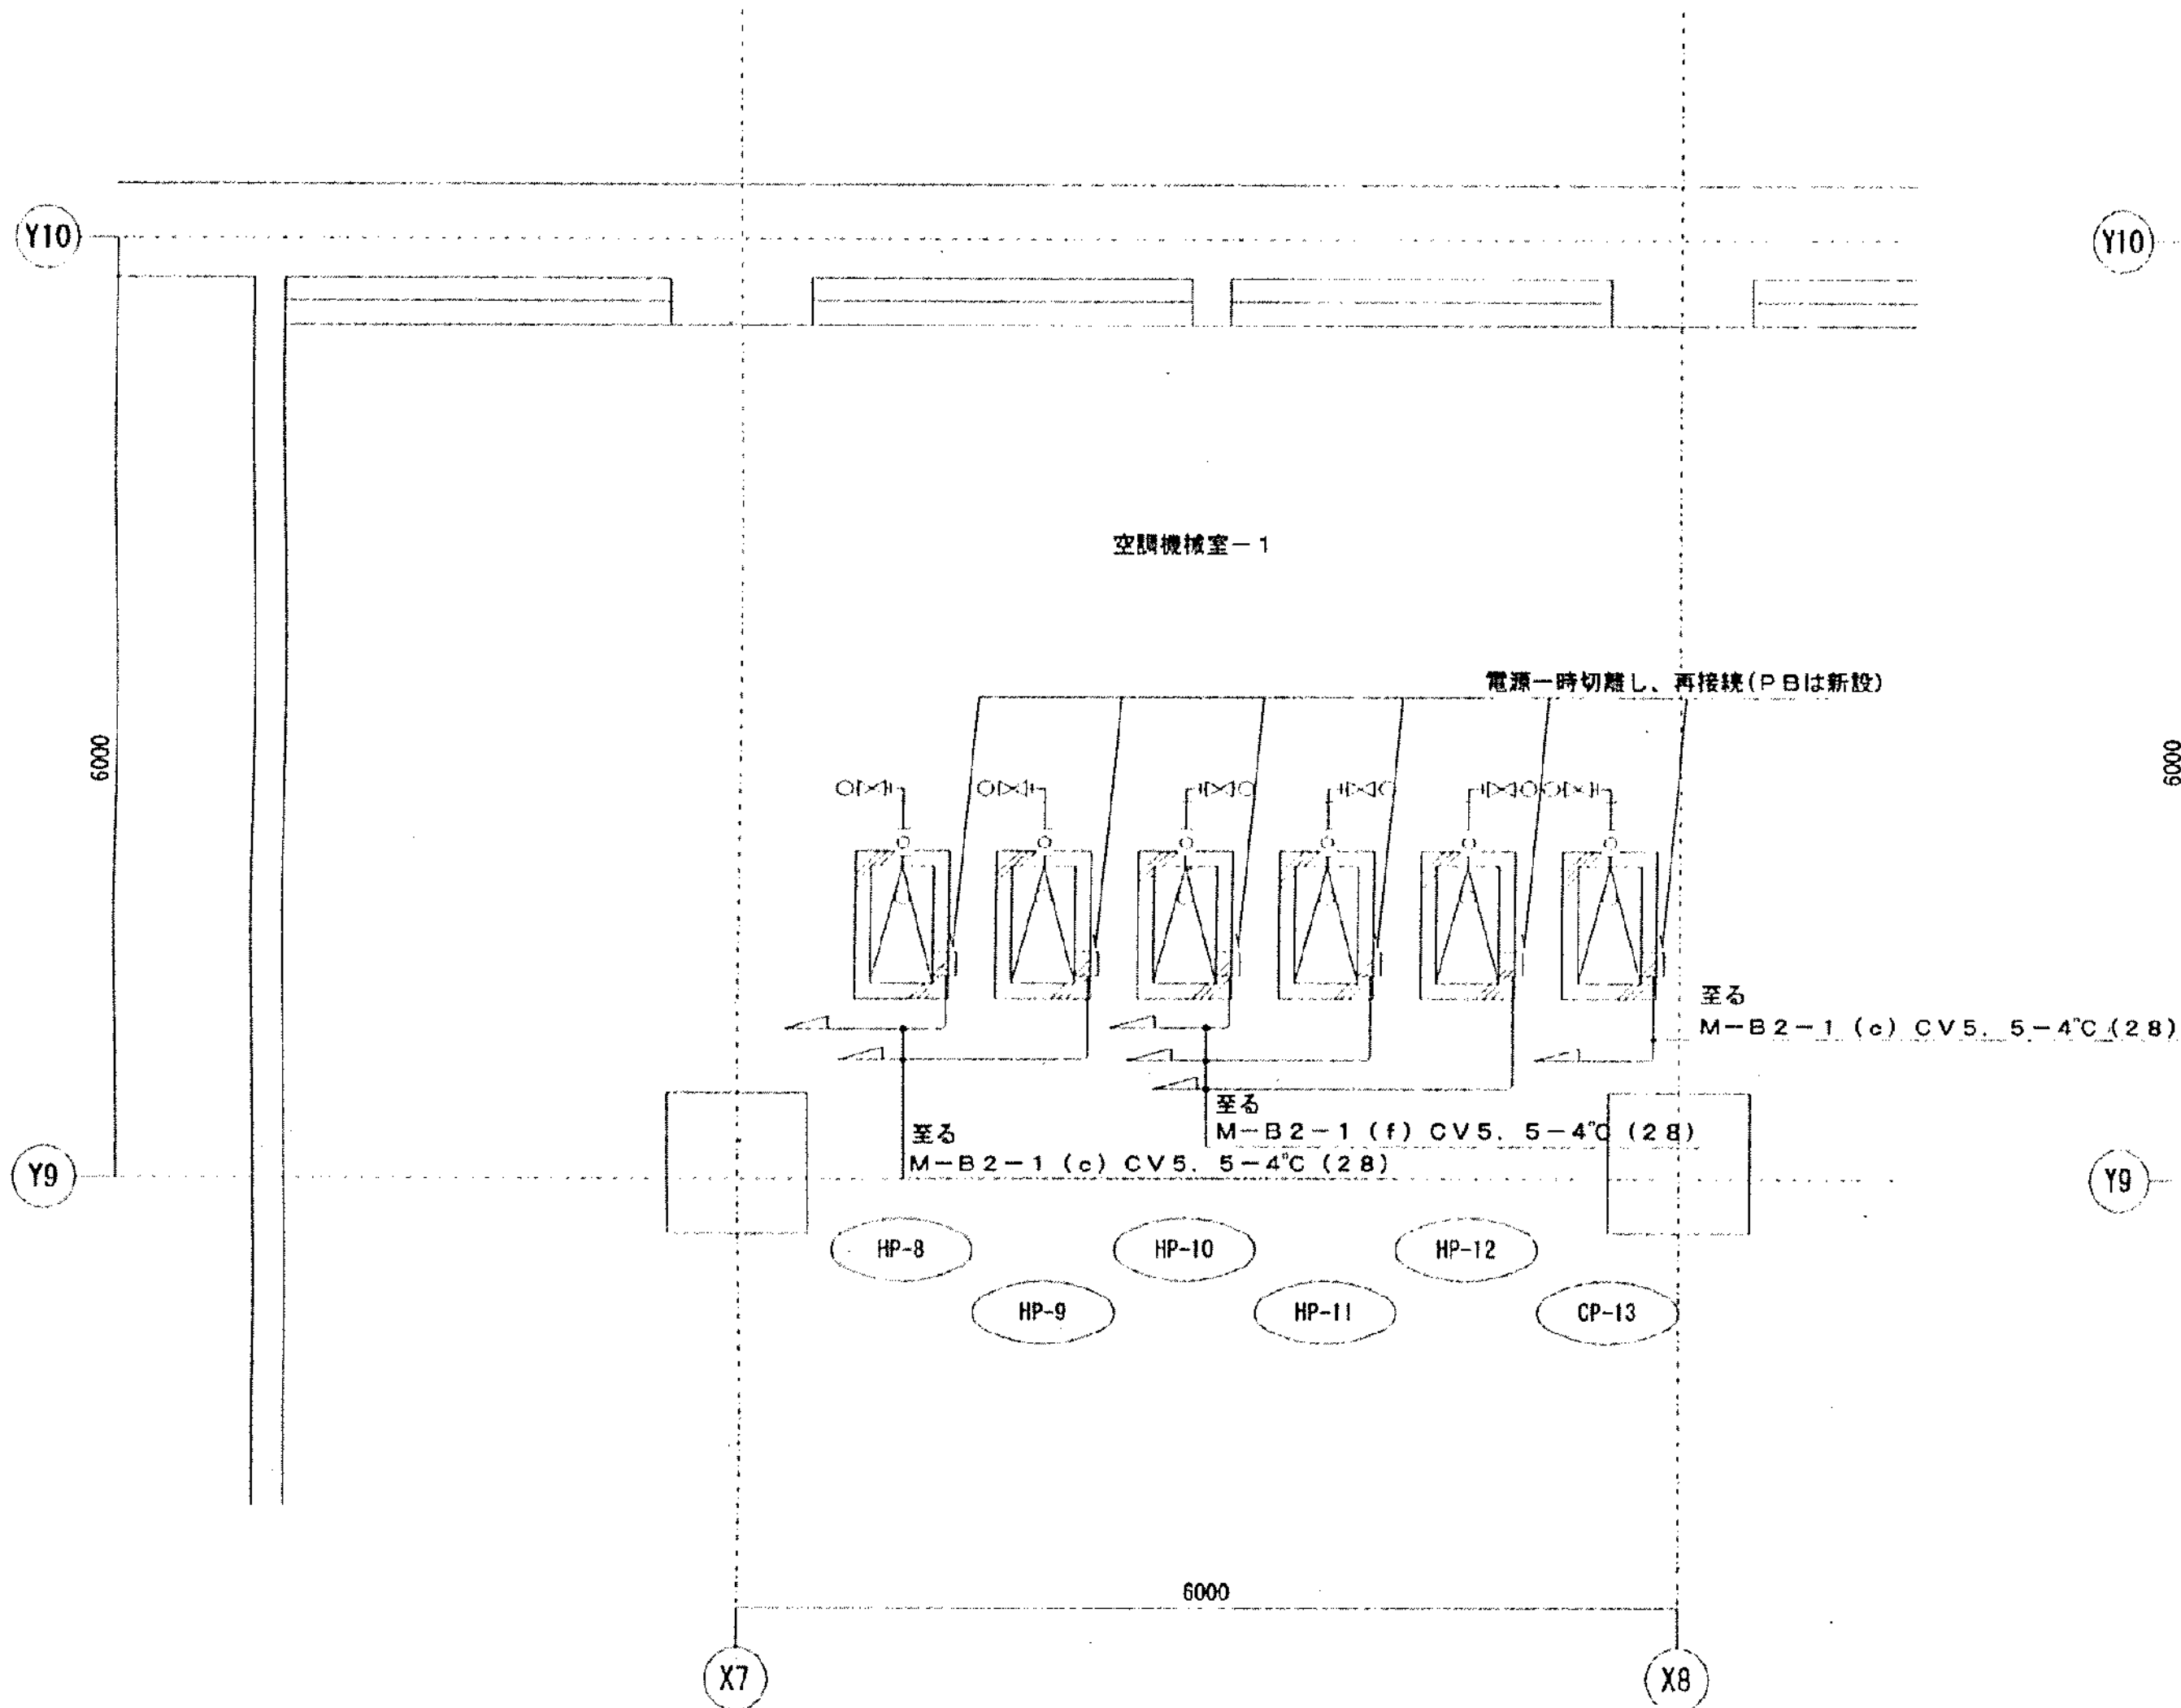 Y10
Y10
空調機械室－1
電源一時切離し、再接続(PBは新設)
6000
6000
至る
M－B2－1 (c) CV5. 5－4"C (28)
至る
M－B2－1 (f) CV5. 5－4"C (28)
至る
M－B2－1 (c) CV5. 5－4"C (28)
Y9
Y9
HP-8
HP-10
HP-12
HP-9
HP-11
CP-13
6000
X7
X8